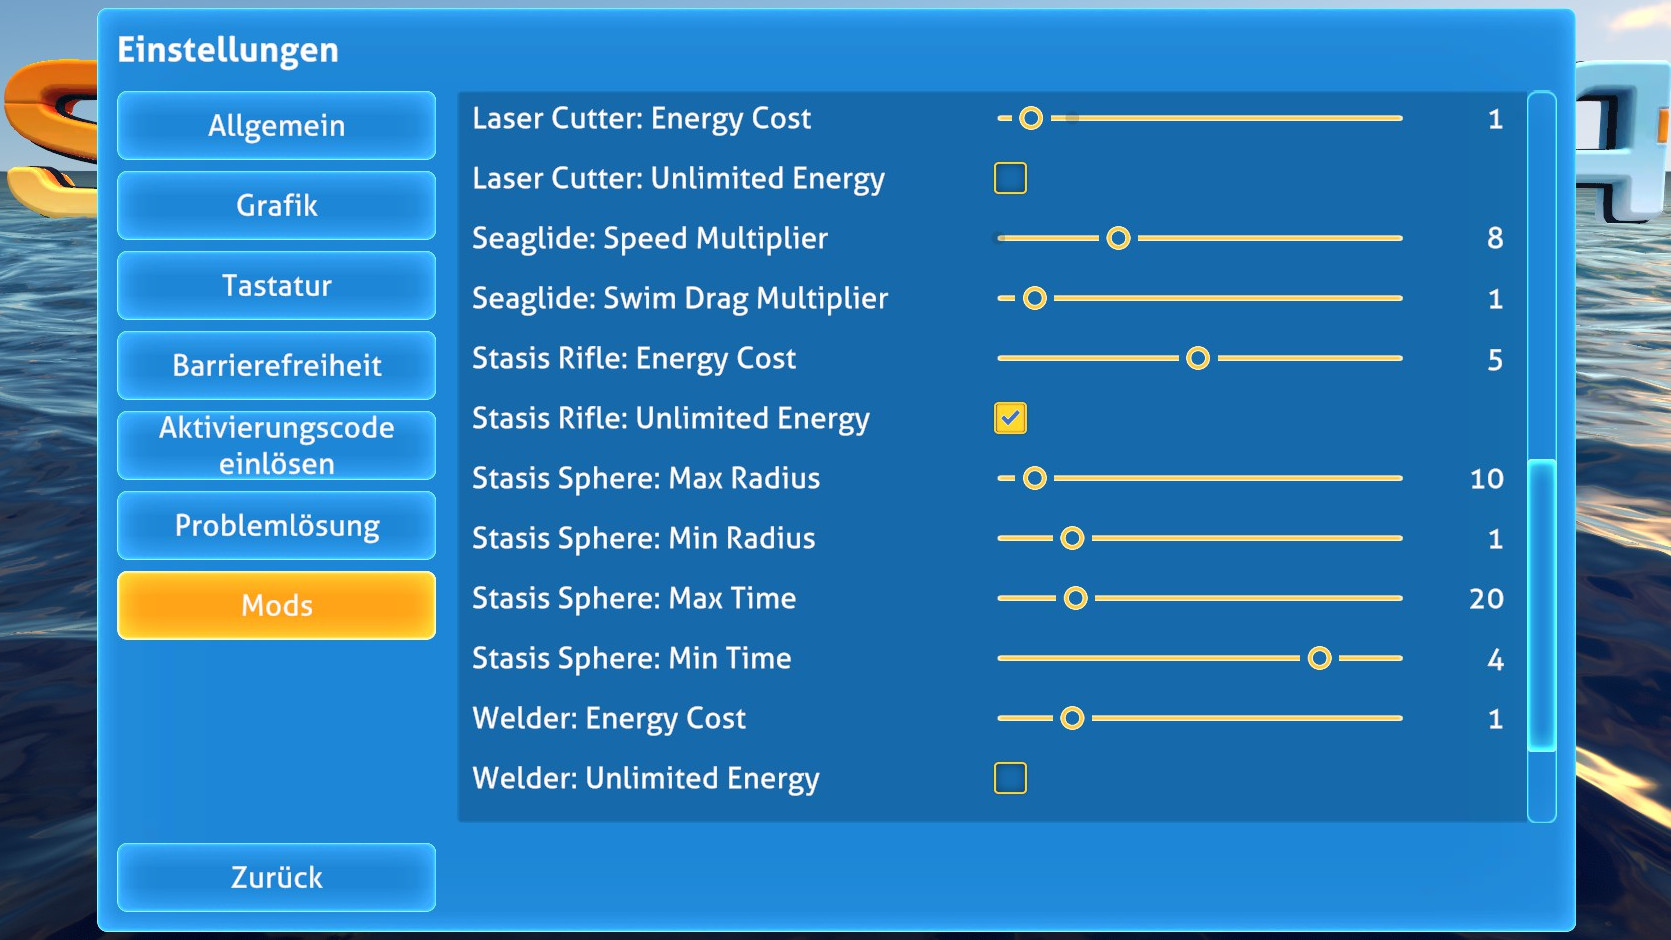 Einstellungen
Allgemein
Grafik
Tastatur
Barrierefreiheit
Aktivierungscode
einlösen
Problemlösung
Mods
Zurück
Laser Cutter: Energy Cost 1
Laser Cutter: Unlimited Energy
Seaglide: Speed Multiplier 8
Seaglide: Swim Drag Multiplier 1
Stasis Rifle: Energy Cost 5
Stasis Rifle: Unlimited Energy
Stasis Sphere: Max Radius 10
Stasis Sphere: Min Radius 1
Stasis Sphere: Max Time 20
Stasis Sphere: Min Time 4
Welder: Energy Cost 1
Welder: Unlimited Energy